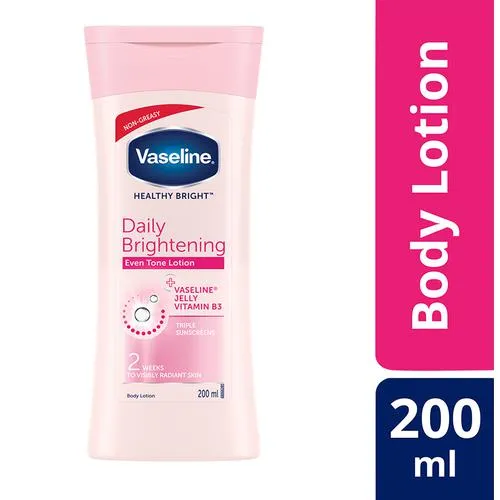 NON-GREASY
Vaseline.
HEALTHY BRIGHT™
Daily
Brightening
Even Tone Lotion
VASELINE®
JELLY
VITAMIN B3
TRIPLE
SUNSCREENS
2 WEEKS
TO VISIBLY RADIANT SKIN
Body Lotion
200 ml
Body Lotion
200
ml